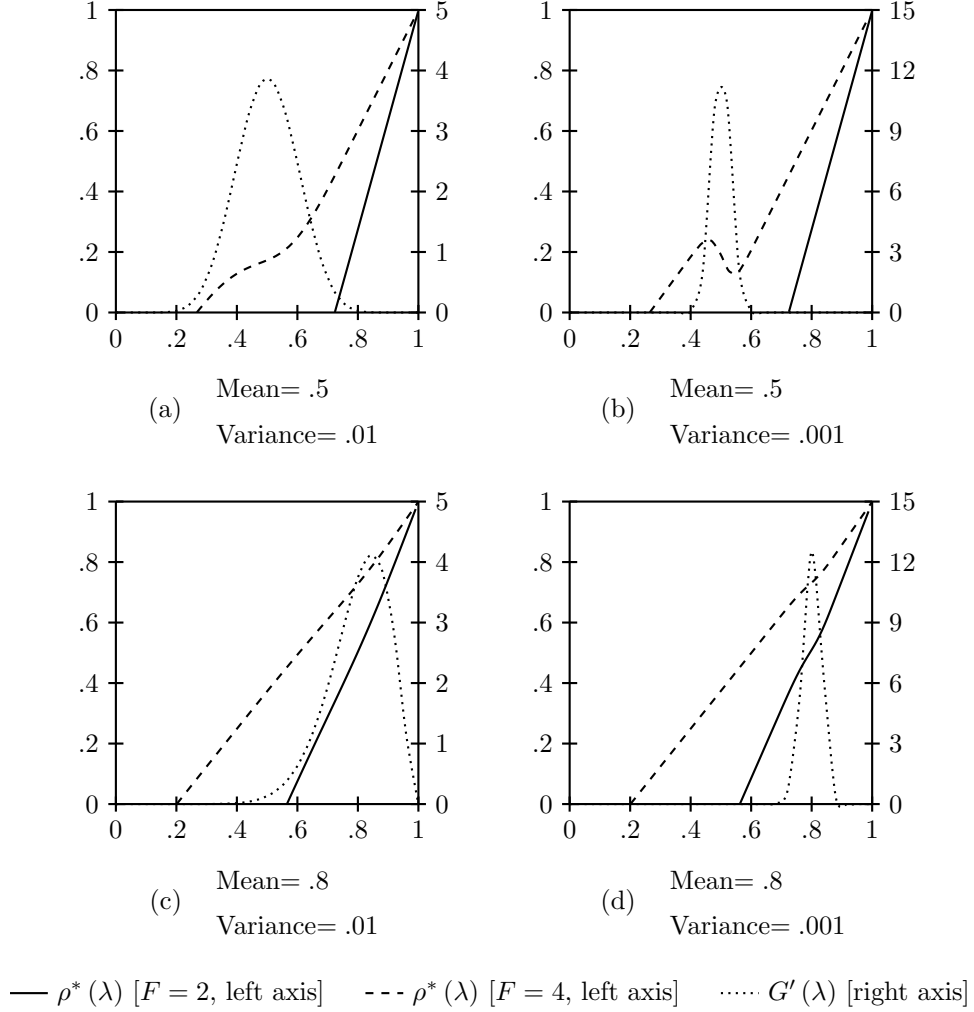 1
.8
.6
.4
.2
0
0 .2 .4 .6 .8 1
5
4
3
2
1
0
Mean= .5
(a)
Variance= .01
1
.8
.6
.4
.2
0
0 .2 .4 .6 .8 1
15
12
9
6
3
0
Mean= .5
(b)
Variance= .001
1
.8
.6
.4
.2
0
0 .2 .4 .6 .8 1
5
4
3
2
1
0
Mean= .8
(c)
Variance= .01
1
.8
.6
.4
.2
0
0 .2 .4 .6 .8 1
15
12
9
6
3
0
Mean= .8
(d)
Variance= .001
ρ* (λ) [F = 2, left axis] ρ* (λ) [F = 4, left axis] G′ (λ) [right axis]